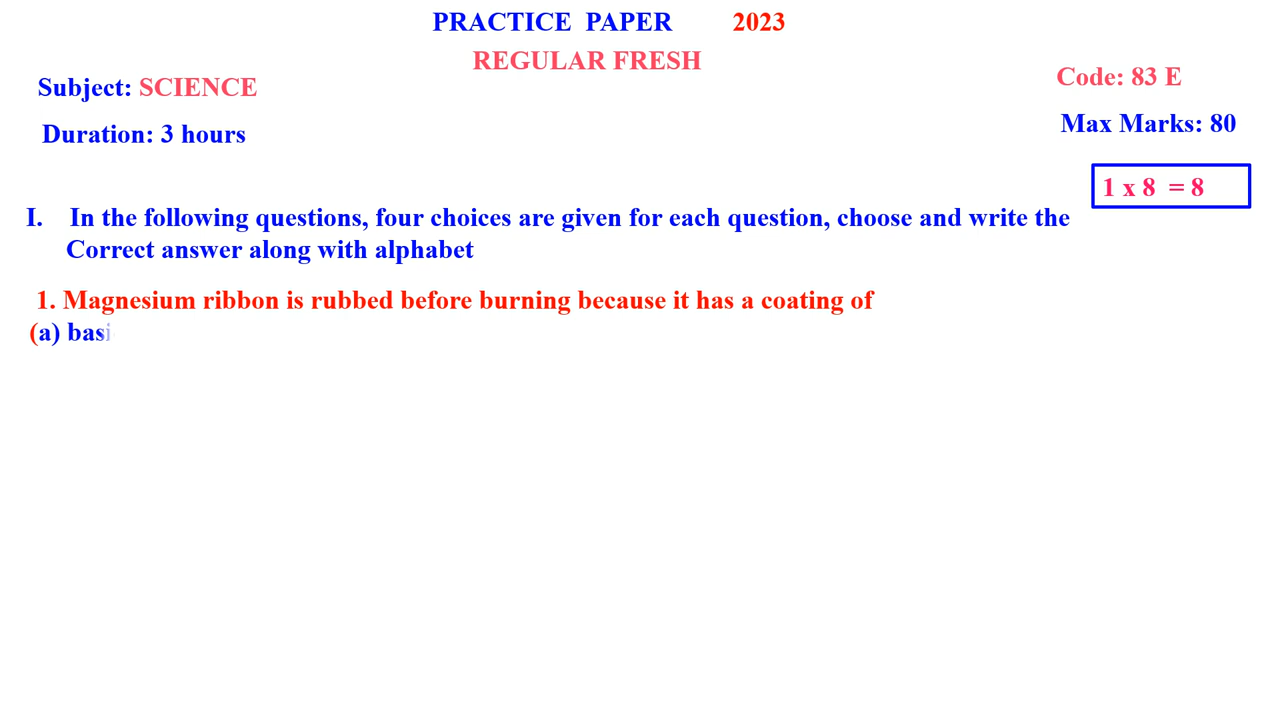 PRACTICE PAPER 2023
REGULAR FRESH
Subject: SCIENCE
Code: 83 E
Duration: 3 hours
Max Marks: 80
1 x 8 = 8
I. In the following questions, four choices are given for each question, choose and write the
Correct answer along with alphabet
1. Magnesium ribbon is rubbed before burning because it has a coating of
(a) basi